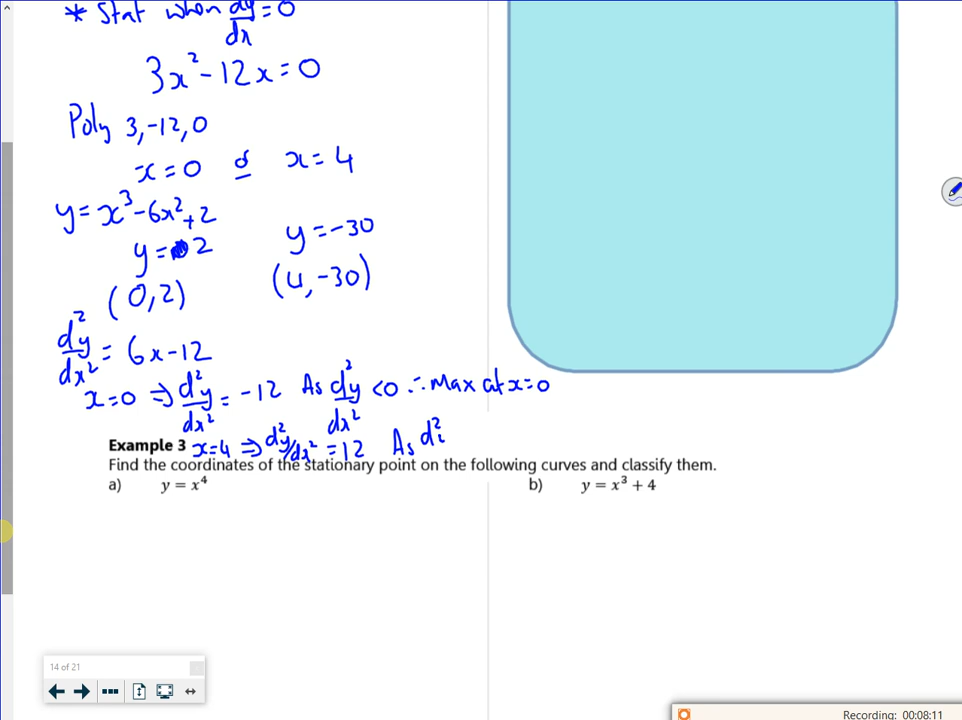 * Stat when dy/dx = 0
3x² - 12x = 0
Poly 3, -12, 0
x = 0 or x = 4
y = x³ - 6x² + 2
y = 2 y = -30
(0, 2) (4, -30)
d²y/dx² = 6x - 12
x = 0 ⇒ d²y/dx² = -12 As d²y/dx² < 0 ∴ Max at x = 0
Example 3 x = 4 ⇒ d²y/dx² = 12 As d²
Find the coordinates of the stationary point on the following curves and classify them.
a) y = x⁴ b) y = x³ + 4
14 of 21
Recording: 00:08:11